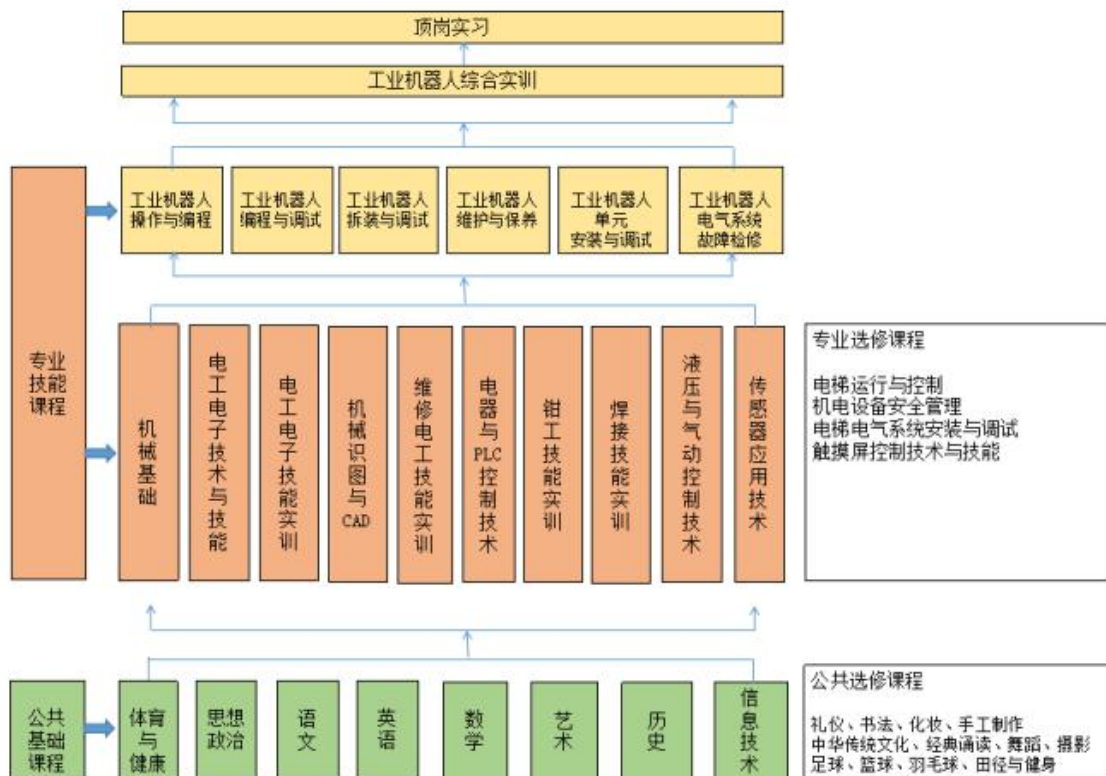 顶岗实习
工业机器人综合实训
工业机器人
操作与编程
工业机器人
编程与调试
工业机器人
拆装与调试
工业机器人
维护与保养
工业机器人
单元
安装与调试
工业机器人
电气系统
故障检修
专业
技能
课程
机械基础
电工电子技术与技能
电工电子技能实训
机械识图与CAD
维修电工技能实训
电器与PLC控制技术
钳工技能实训
焊接技能实训
液压与气动控制技术
传感器应用技术
专业选修课程
电梯运行与控制
机电设备安全管理
电梯电气系统安装与调试
触摸屏控制技术与技能
公共
基础
课程
体育
与
健康
思想
政治
语文
英语
数学
艺术
历史
信息技术
公共选修课程
礼仪、书法、化妆、手工制作
中华传统文化、经典诵读、舞蹈、摄影
足球、篮球、羽毛球、田径与健身